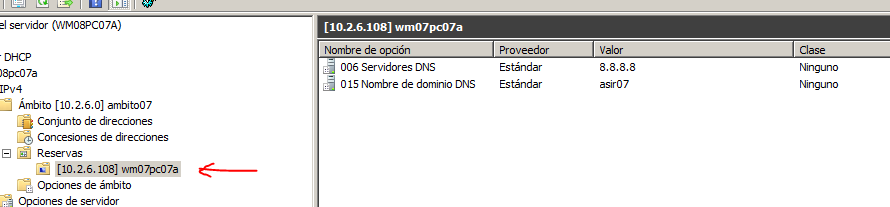 el servidor (WM08PC07A)
r DHCP
08pc07a
IPv4
Ámbito [10.2.6.0] ambito07
Conjunto de direcciones
Concesiones de direcciones
Reservas
[10.2.6.108] wm07pc07a
Opciones de ámbito
Opciones de servidor
[10.2.6.108] wm07pc07a
Nombre de opción Proveedor Valor Clase
006 Servidores DNS Estándar 8.8.8.8 Ninguno
015 Nombre de dominio DNS Estándar asir07 Ninguno